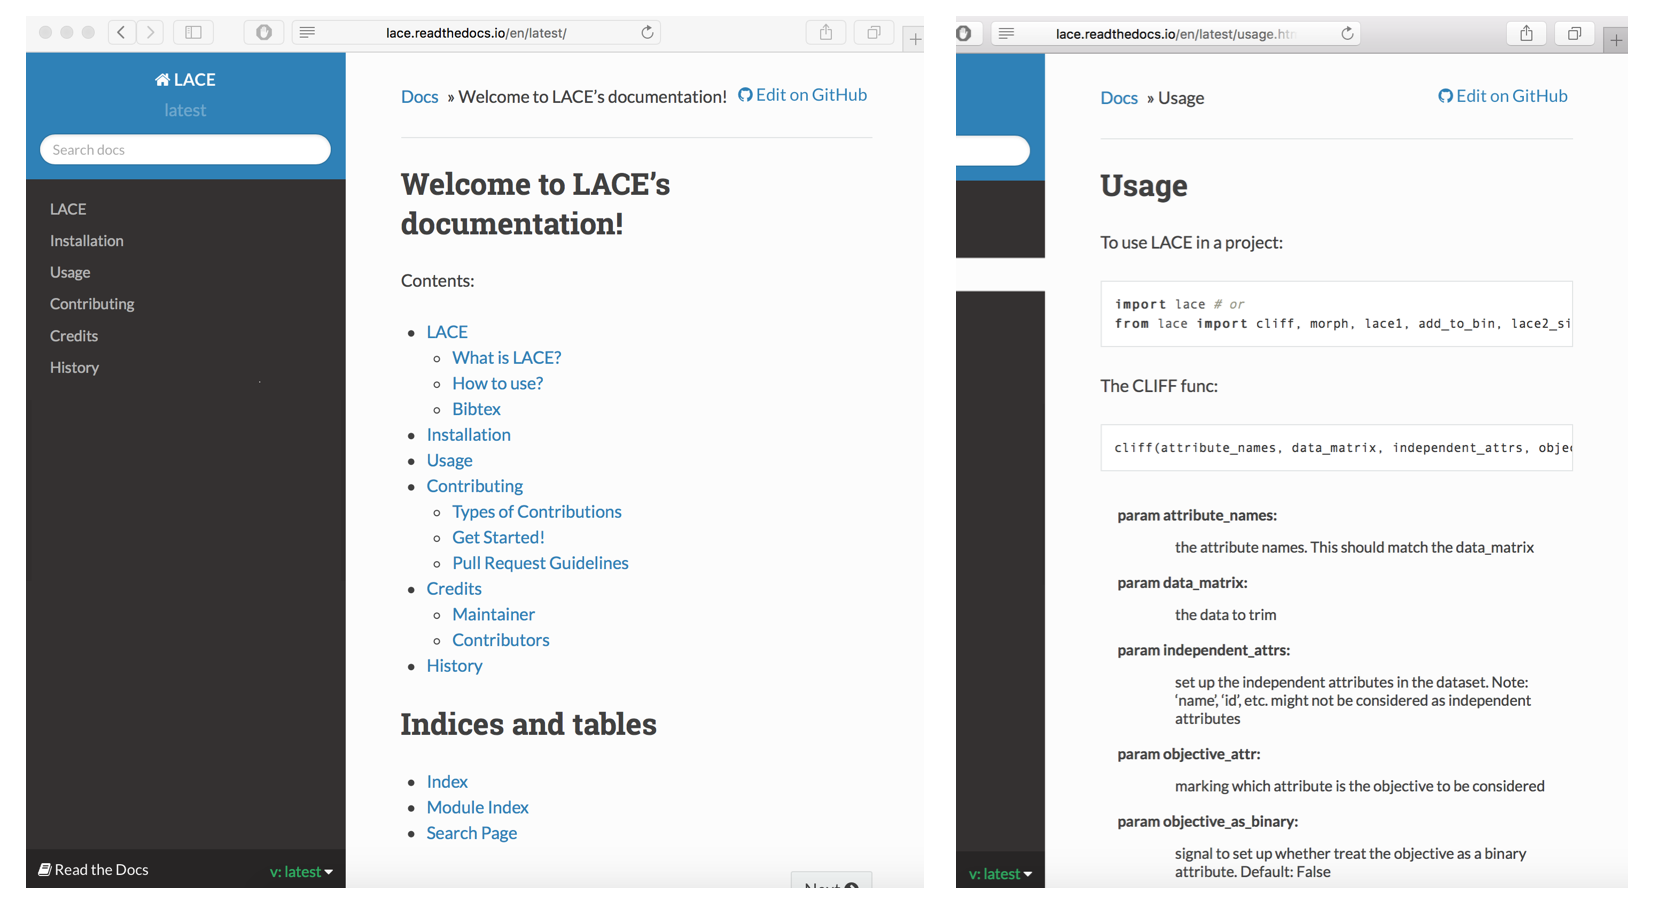 lace.readthedocs.io/en/latest/
LACE
latest
Search docs
LACE
Installation
Usage
Contributing
Credits
History
Read the Docs
v: latest
Docs » Welcome to LACE’s documentation!
Edit on GitHub
Welcome to LACE’s
documentation!
Contents:
LACE
What is LACE?
How to use?
Bibtex
Installation
Usage
Contributing
Types of Contributions
Get Started!
Pull Request Guidelines
Credits
Maintainer
Contributors
History
Indices and tables
Index
Module Index
Search Page
Next
lace.readthedocs.io/en/latest/usage.htm
v: latest
Docs » Usage
Edit on GitHub
Usage
To use LACE in a project:
import lace # or
from lace import cliff, morph, lace1, add_to_bin, lace2_si
The CLIFF func:
cliff(attribute_names, data_matrix, independent_attrs, objec
param attribute_names:
the attribute names. This should match the data_matrix
param data_matrix:
the data to trim
param independent_attrs:
set up the independent attributes in the dataset. Note:
‘name’, ‘id’, etc. might not be considered as independent
attributes
param objective_attr:
marking which attribute is the objective to be considered
param objective_as_binary:
signal to set up whether treat the objective as a binary
attribute. Default: False